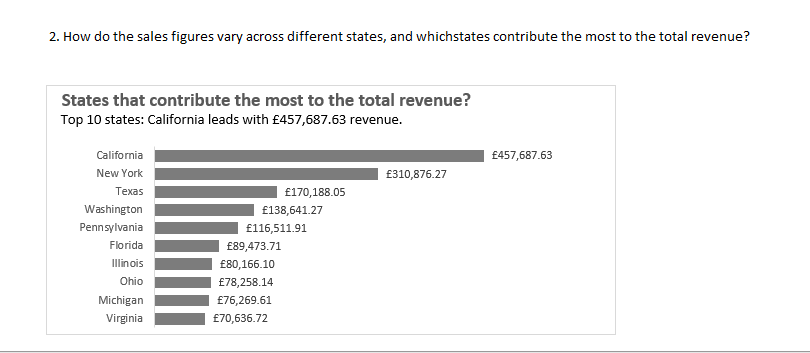 2. How do the sales figures vary across different states, and whichstates contribute the most to the total revenue?
States that contribute the most to the total revenue?
Top 10 states: California leads with £457,687.63 revenue.
California £457,687.63
New York £310,876.27
Texas £170,188.05
Washington £138,641.27
Pennsylvania £116,511.91
Florida £89,473.71
Illinois £80,166.10
Ohio £78,258.14
Michigan £76,269.61
Virginia £70,636.72